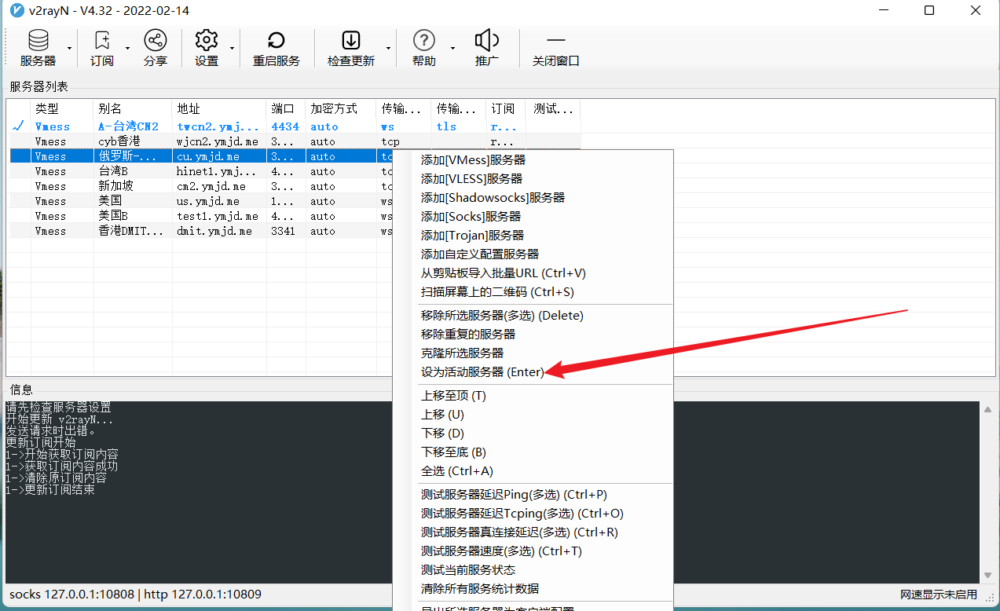 v2rayN - V4.32 - 2022-02-14
服务器 订阅 分享 设置 重启服务 检查更新 帮助 推广 关闭窗口
服务器列表
类型 别名 地址 端口 加密方式 传输... 传输... 订阅 测试...
Vmess A-台湾CN2 twcn2.ymj... 4434 auto ws tls r...
Vmess cyb香港 wjcn2.ymjd.me 3... auto tcp r...
Vmess 俄罗斯-... cu.ymjd.me 3... auto tc
Vmess 台湾B hinet1.ymj... 4... auto tc
Vmess 新加坡 cm2.ymjd.me 3... auto tc
Vmess 美国 us.ymjd.me 1... auto ws
Vmess 美国B test1.ymjd.me 4... auto ws
Vmess 香港DMIT... dmit.ymjd.me 3341 auto ws
添加[VMess]服务器
添加[VLESS]服务器
添加[Shadowsocks]服务器
添加[Socks]服务器
添加[Trojan]服务器
添加自定义配置服务器
从剪贴板导入批量URL (Ctrl+V)
扫描屏幕上的二维码 (Ctrl+S)
移除所选服务器(多选) (Delete)
移除重复的服务器
克隆所选服务器
设为活动服务器 (Enter)
上移至顶 (T)
上移 (U)
下移 (D)
下移至底 (B)
全选 (Ctrl+A)
测试服务器延迟Ping(多选) (Ctrl+P)
测试服务器延迟Tcping(多选) (Ctrl+O)
测试服务器真连接延迟(多选) (Ctrl+R)
测试服务器速度(多选) (Ctrl+T)
测试当前服务状态
清除所有服务统计数据
导出所选服务器为客户端配置
信息
请先检查服务器设置
开始更新 v2rayN...
发送请求时出错。
更新订阅开始
1->开始获取订阅内容
1->获取订阅内容成功
1->清除原订阅内容
1->更新订阅结束
socks 127.0.0.1:10808 | http 127.0.0.1:10809
网速显示未启用